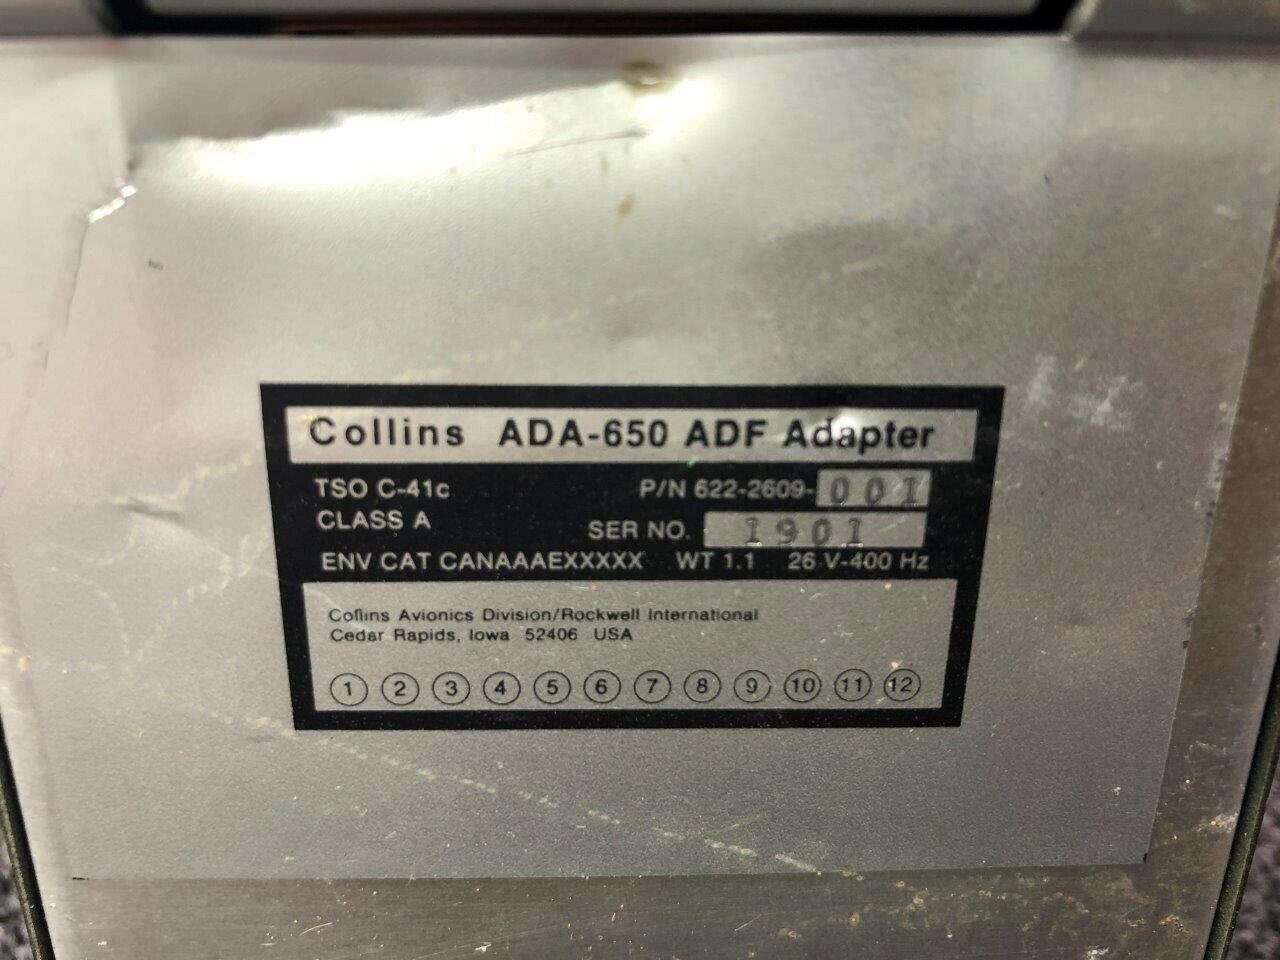 Collins ADA-650 ADF Adapter
TSO C-41c P/N 622-2609-001
CLASS A SER NO. 1901
ENV CAT CANAAAEXXXXX WT 1.1 26 V-400 Hz
Collins Avionics Division/Rockwell International
Cedar Rapids, Iowa 52406 USA
1 2 3 4 5 6 7 8 9 10 11 12